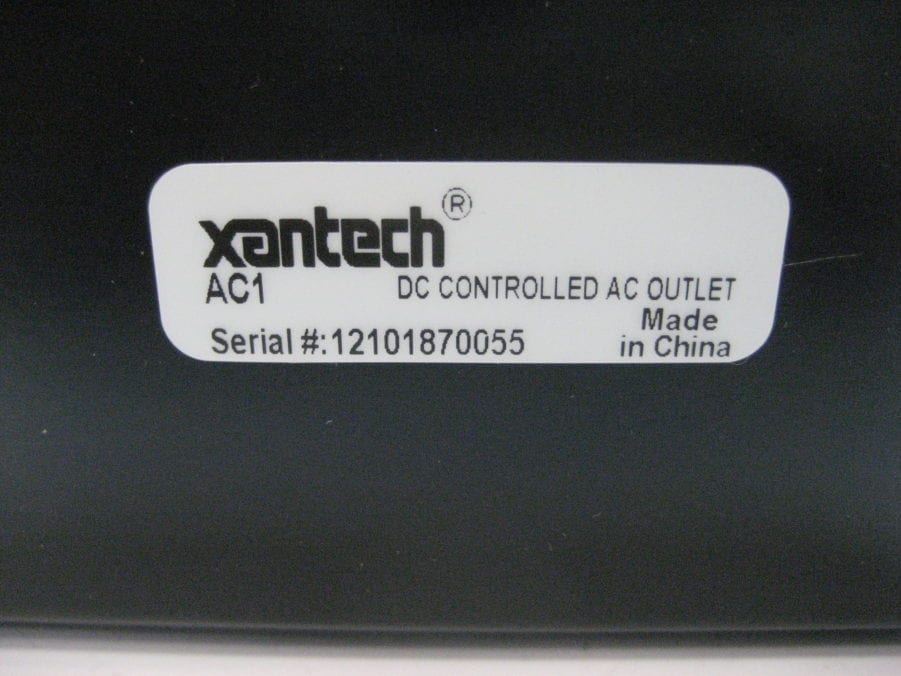 xantech®
AC1 DC CONTROLLED AC OUTLET
Serial #:12101870055
Made
in China